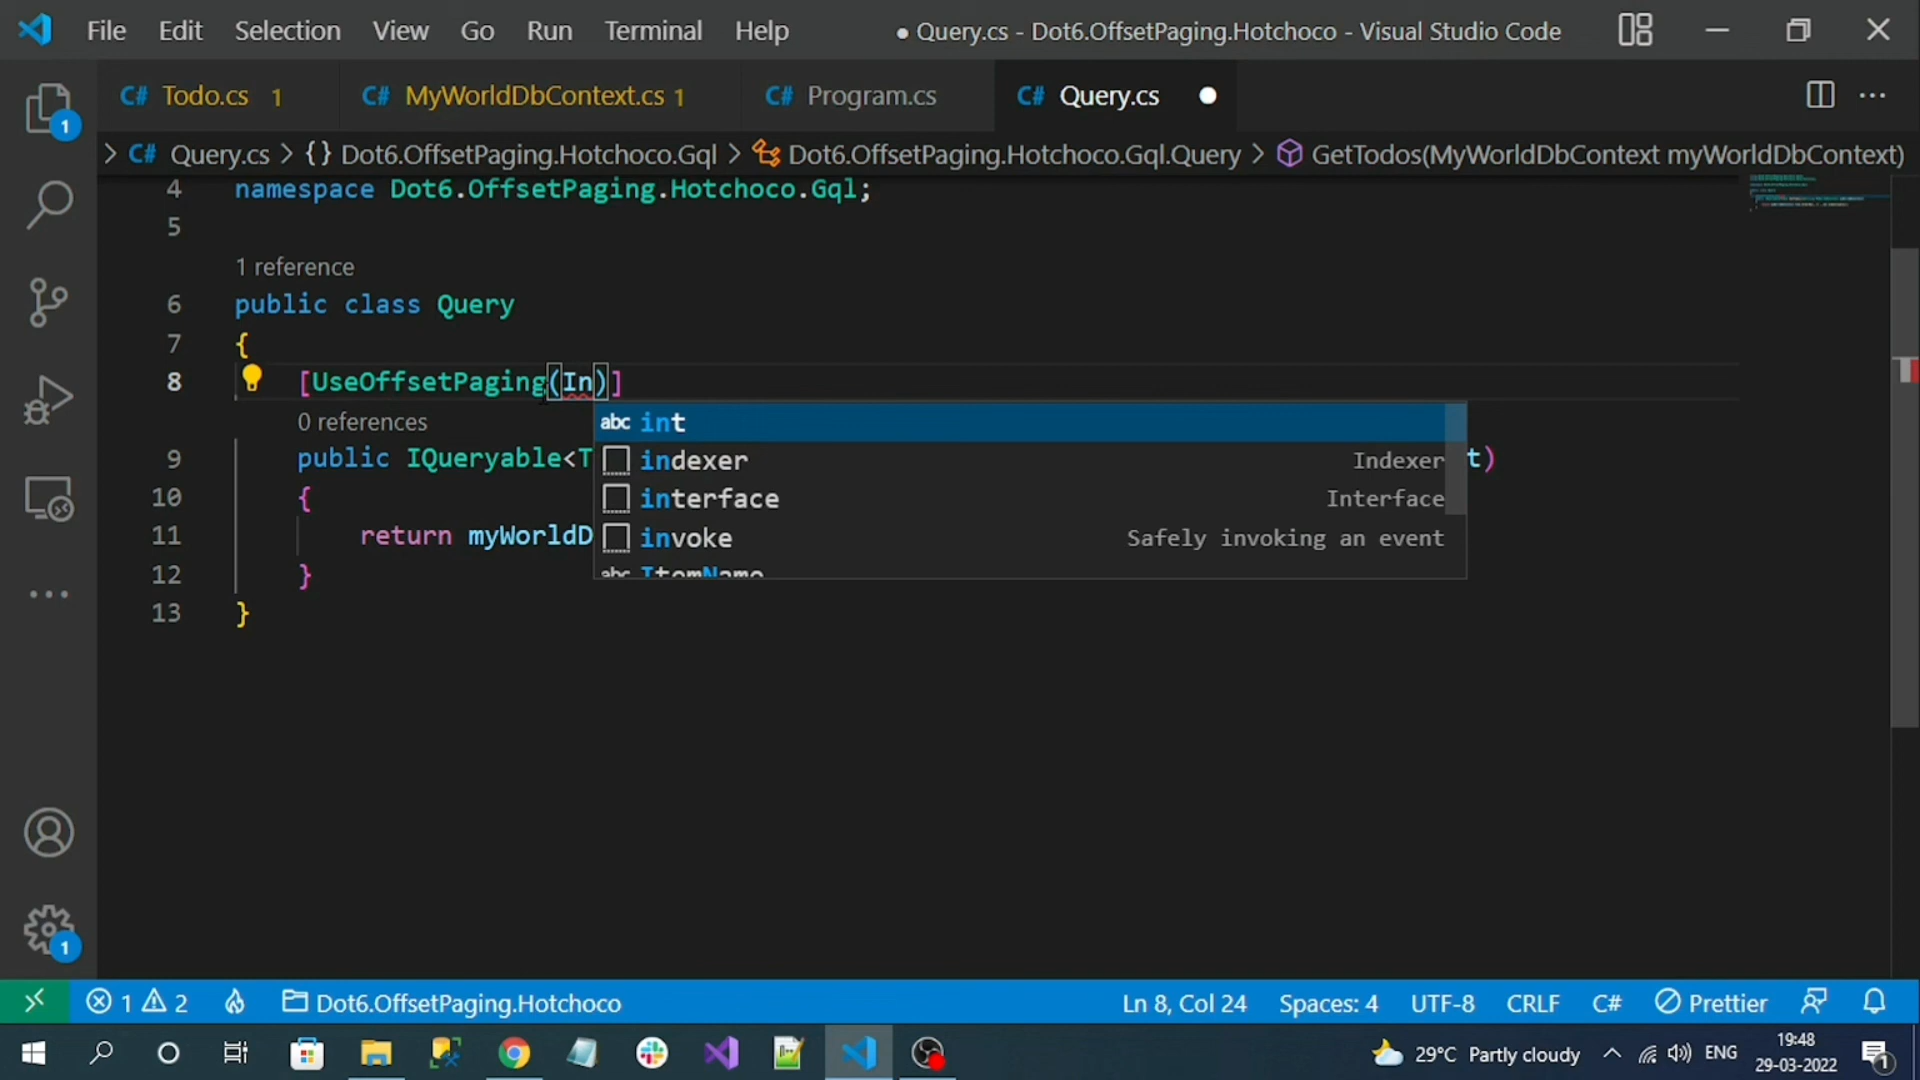 File Edit Selection View Go Run Terminal Help ● Query.cs - Dot6.OffsetPaging.Hotchoco - Visual Studio Code
C# Todo.cs 1 C# MyWorldDbContext.cs 1 C# Program.cs C# Query.cs ●
1
> C# Query.cs > {} Dot6.OffsetPaging.Hotchoco.Gql > Dot6.OffsetPaging.Hotchoco.Gql.Query > GetTodos(MyWorldDbContext myWorldDbContext)
4 namespace Dot6.OffsetPaging.Hotchoco.Gql;
5
1 reference
6 public class Query
7 {
8 [UseOffsetPaging(In)]
0 references
abc int
9 public IQueryable<T t)
indexer Indexer
10 {
interface Interface
11 return myWorldD
invoke Safely invoking an event
12 }
abc ItemName
13 }
1
1 2 Dot6.OffsetPaging.Hotchoco Ln 8, Col 24 Spaces: 4 UTF-8 CRLF C# Prettier
29°C Partly cloudy ENG 19:48
29-03-2022 1